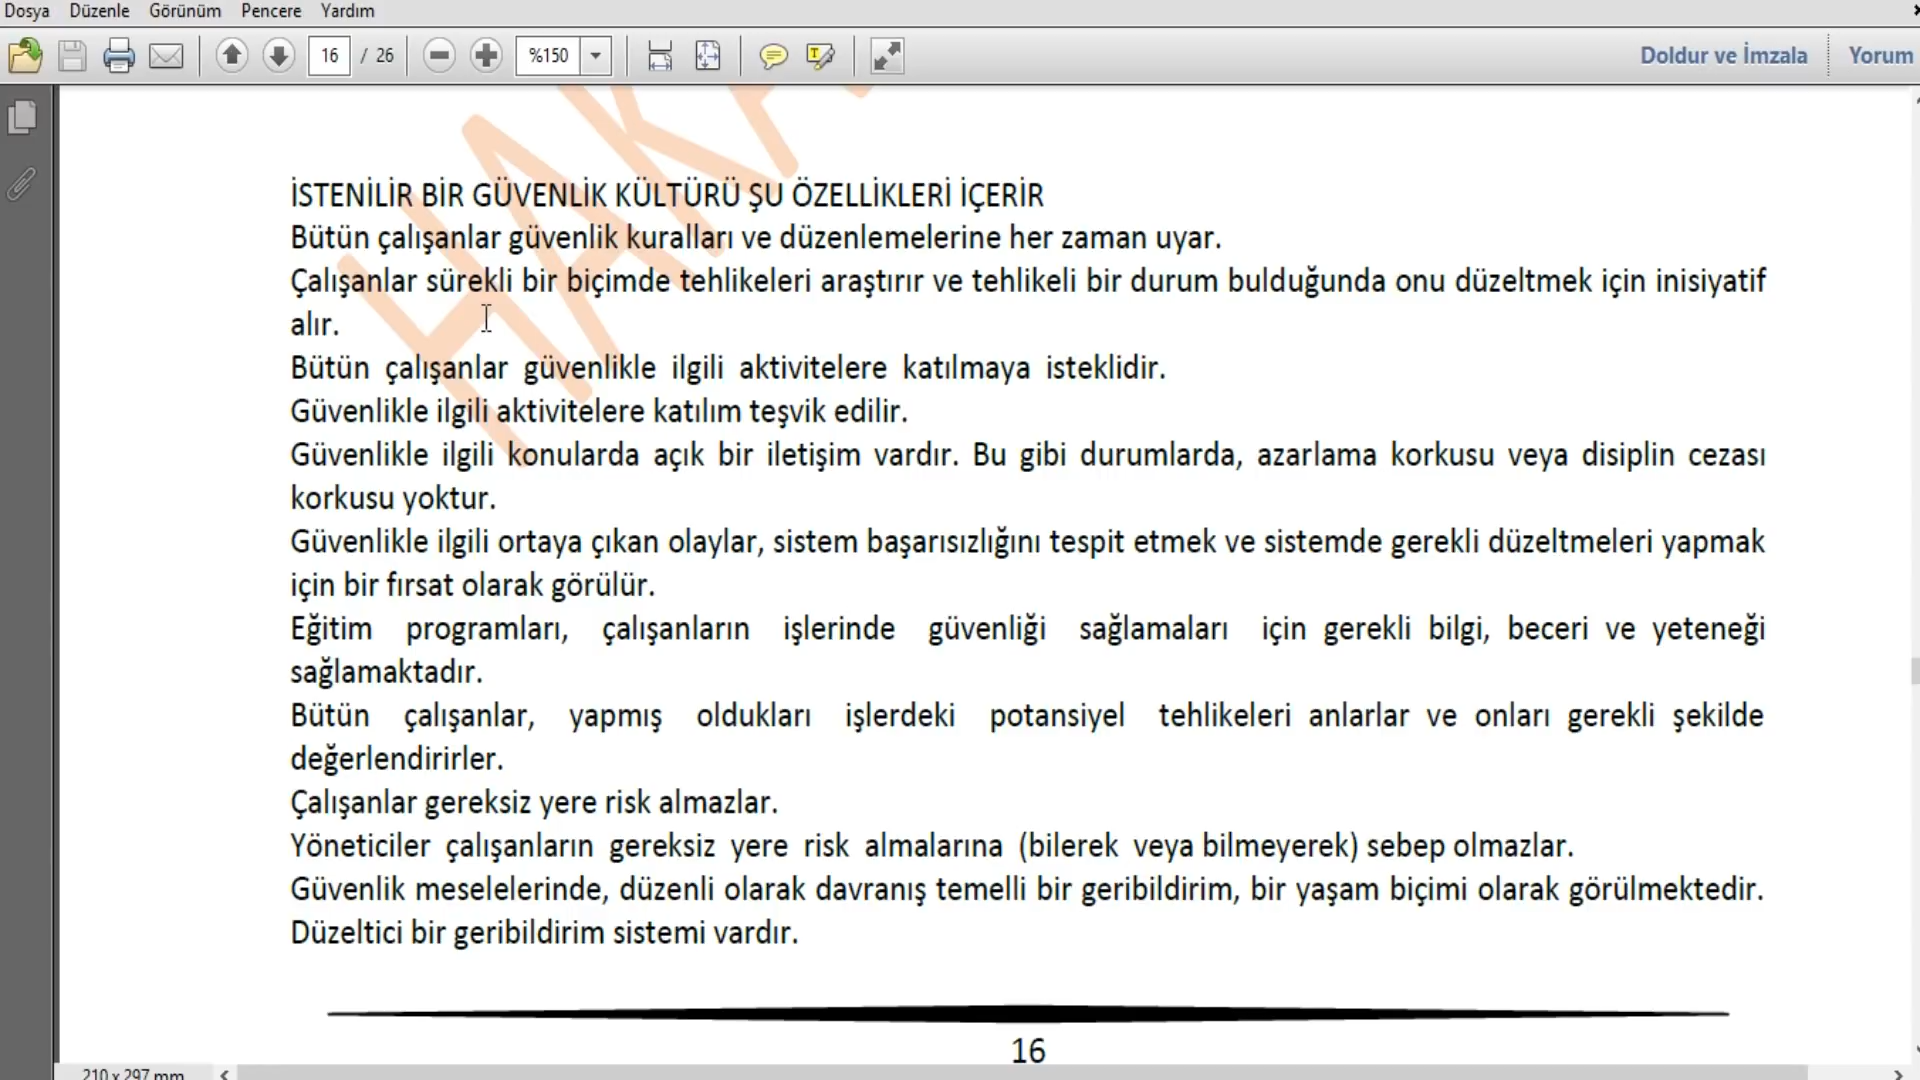 Dosya Düzenle Görünüm Pencere Yardım
16 / 26 %150 Doldur ve İmzala Yorum
HAKA
İSTENİLİR BİR GÜVENLİK KÜLTÜRÜ ŞU ÖZELLİKLERİ İÇERİR
Bütün çalışanlar güvenlik kuralları ve düzenlemelerine her zaman uyar.
Çalışanlar sürekli bir biçimde tehlikeleri araştırır ve tehlikeli bir durum bulduğunda onu düzeltmek için inisiyatif
alır.
Bütün çalışanlar güvenlikle ilgili aktivitelere katılmaya isteklidir.
Güvenlikle ilgili aktivitelere katılım teşvik edilir.
Güvenlikle ilgili konularda açık bir iletişim vardır. Bu gibi durumlarda, azarlama korkusu veya disiplin cezası
korkusu yoktur.
Güvenlikle ilgili ortaya çıkan olaylar, sistem başarısızlığını tespit etmek ve sistemde gerekli düzeltmeleri yapmak
için bir fırsat olarak görülür.
Eğitim programları, çalışanların işlerinde güvenliği sağlamaları için gerekli bilgi, beceri ve yeteneği
sağlamaktadır.
Bütün çalışanlar, yapmış oldukları işlerdeki potansiyel tehlikeleri anlarlar ve onları gerekli şekilde
değerlendirirler.
Çalışanlar gereksiz yere risk almazlar.
Yöneticiler çalışanların gereksiz yere risk almalarına (bilerek veya bilmeyerek) sebep olmazlar.
Güvenlik meselelerinde, düzenli olarak davranış temelli bir geribildirim, bir yaşam biçimi olarak görülmektedir.
Düzeltici bir geribildirim sistemi vardır.
16
210 x 297 mm